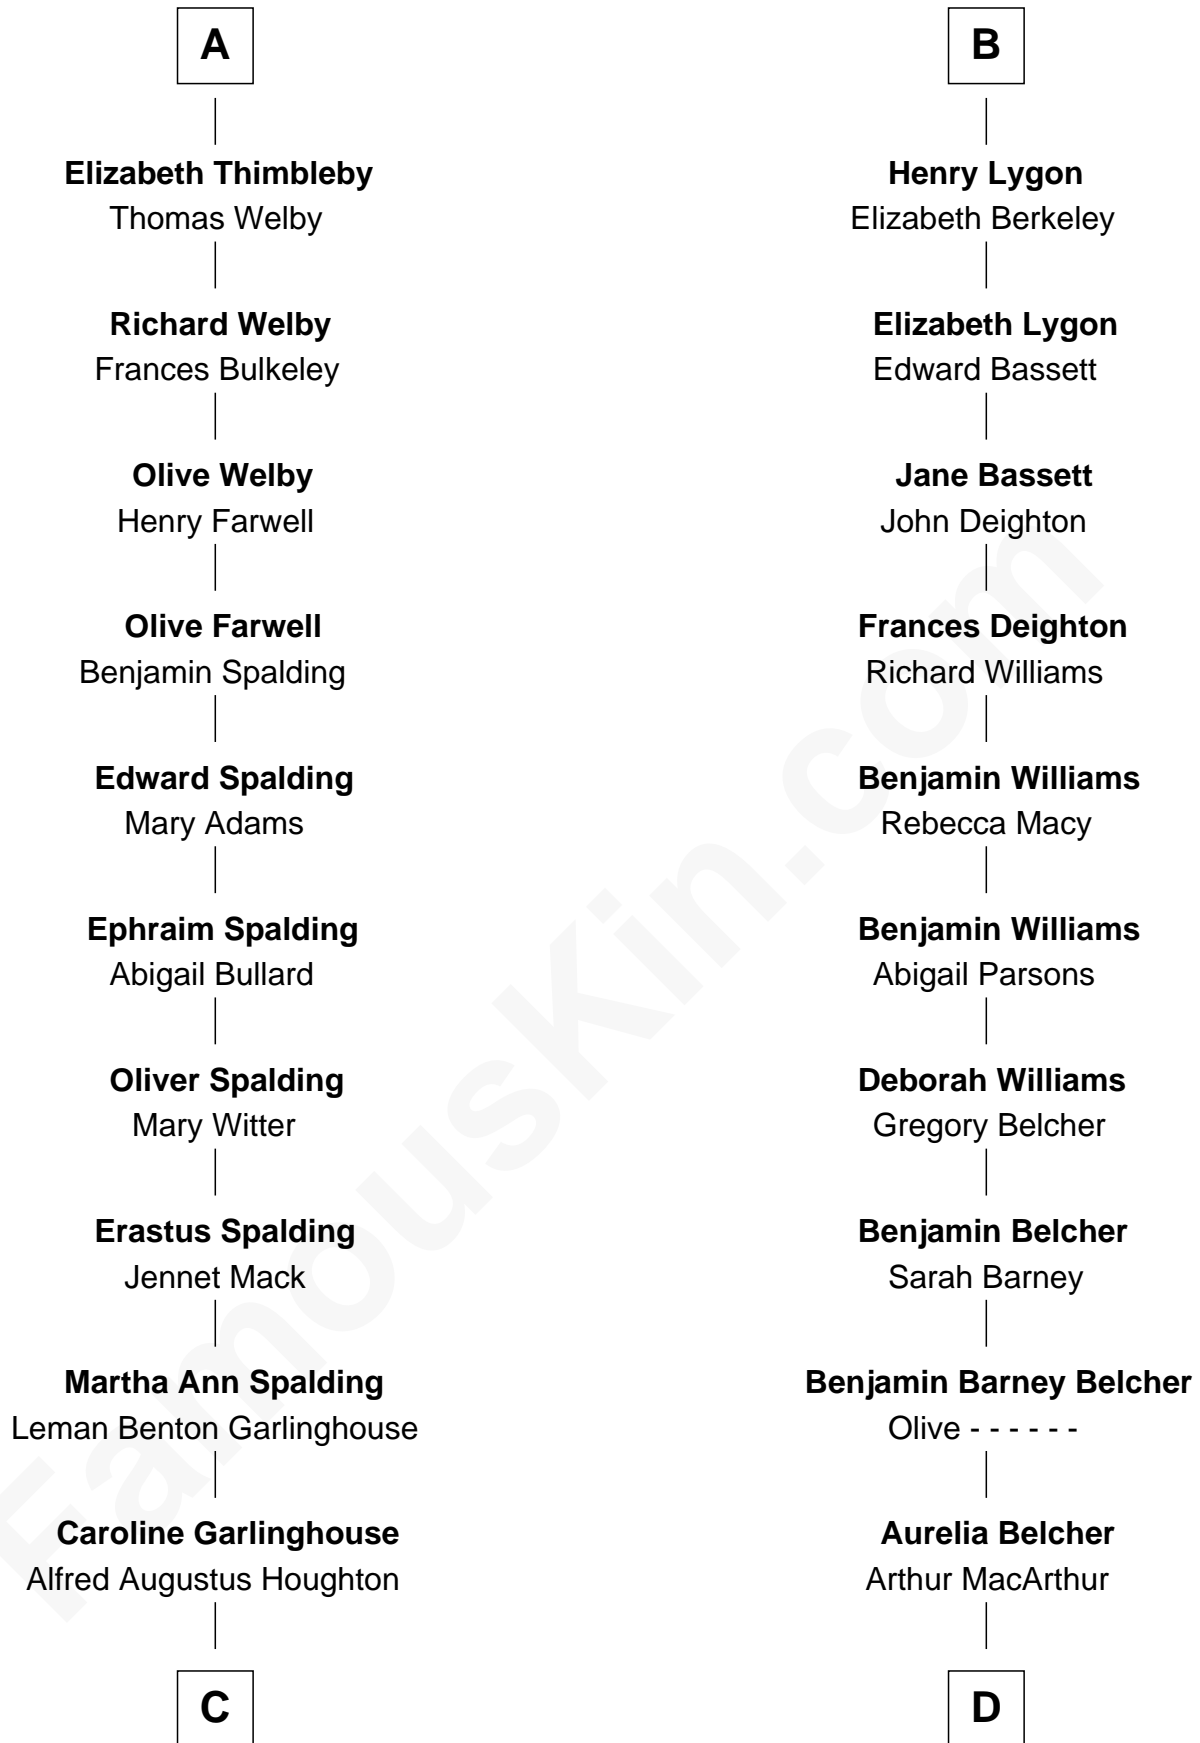 A
Elizabeth Thimbleby
Thomas Welby
Richard Welby
Frances Bulkeley
Olive Welby
Henry Farwell
Olive Farwell
Benjamin Spalding
Edward Spalding
Mary Adams
Ephraim Spalding
Abigail Bullard
Oliver Spalding
Mary Witter
Erastus Spalding
Jennet Mack
Martha Ann Spalding
Leman Benton Garlinghouse
Caroline Garlinghouse
Alfred Augustus Houghton
C
B
Henry Lygon
Elizabeth Berkeley
Elizabeth Lygon
Edward Bassett
Jane Bassett
John Deighton
Frances Deighton
Richard Williams
Benjamin Williams
Rebecca Macy
Benjamin Williams
Abigail Parsons
Deborah Williams
Gregory Belcher
Benjamin Belcher
Sarah Barney
Benjamin Barney Belcher
Olive - - - - - -
Aurelia Belcher
Arthur MacArthur
D
FamousKin.com